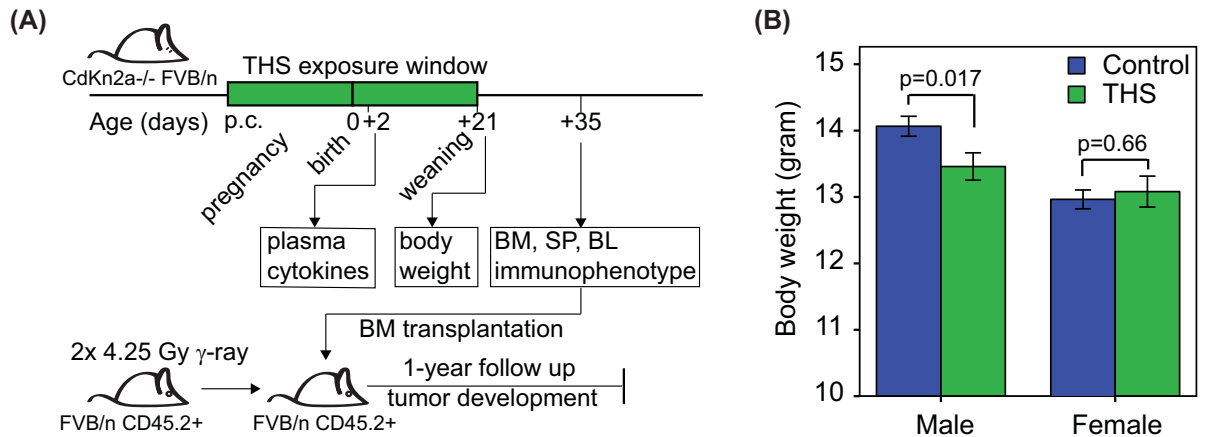 (A)
CdKn2a-/- FVB/n
THS exposure window
Age (days) p.c. 0 +2 +21 +35
pregnancy
birth
weaning
plasma
cytokines
body
weight
BM, SP, BL
immunophenotype
BM transplantation
2x 4.25 Gy γ-ray
1-year follow up
tumor development
FVB/n CD45.2+
FVB/n CD45.2+
(B)
Control
THS
p=0.017
p=0.66
Body weight (gram)
15
14
13
12
11
10
Male
Female